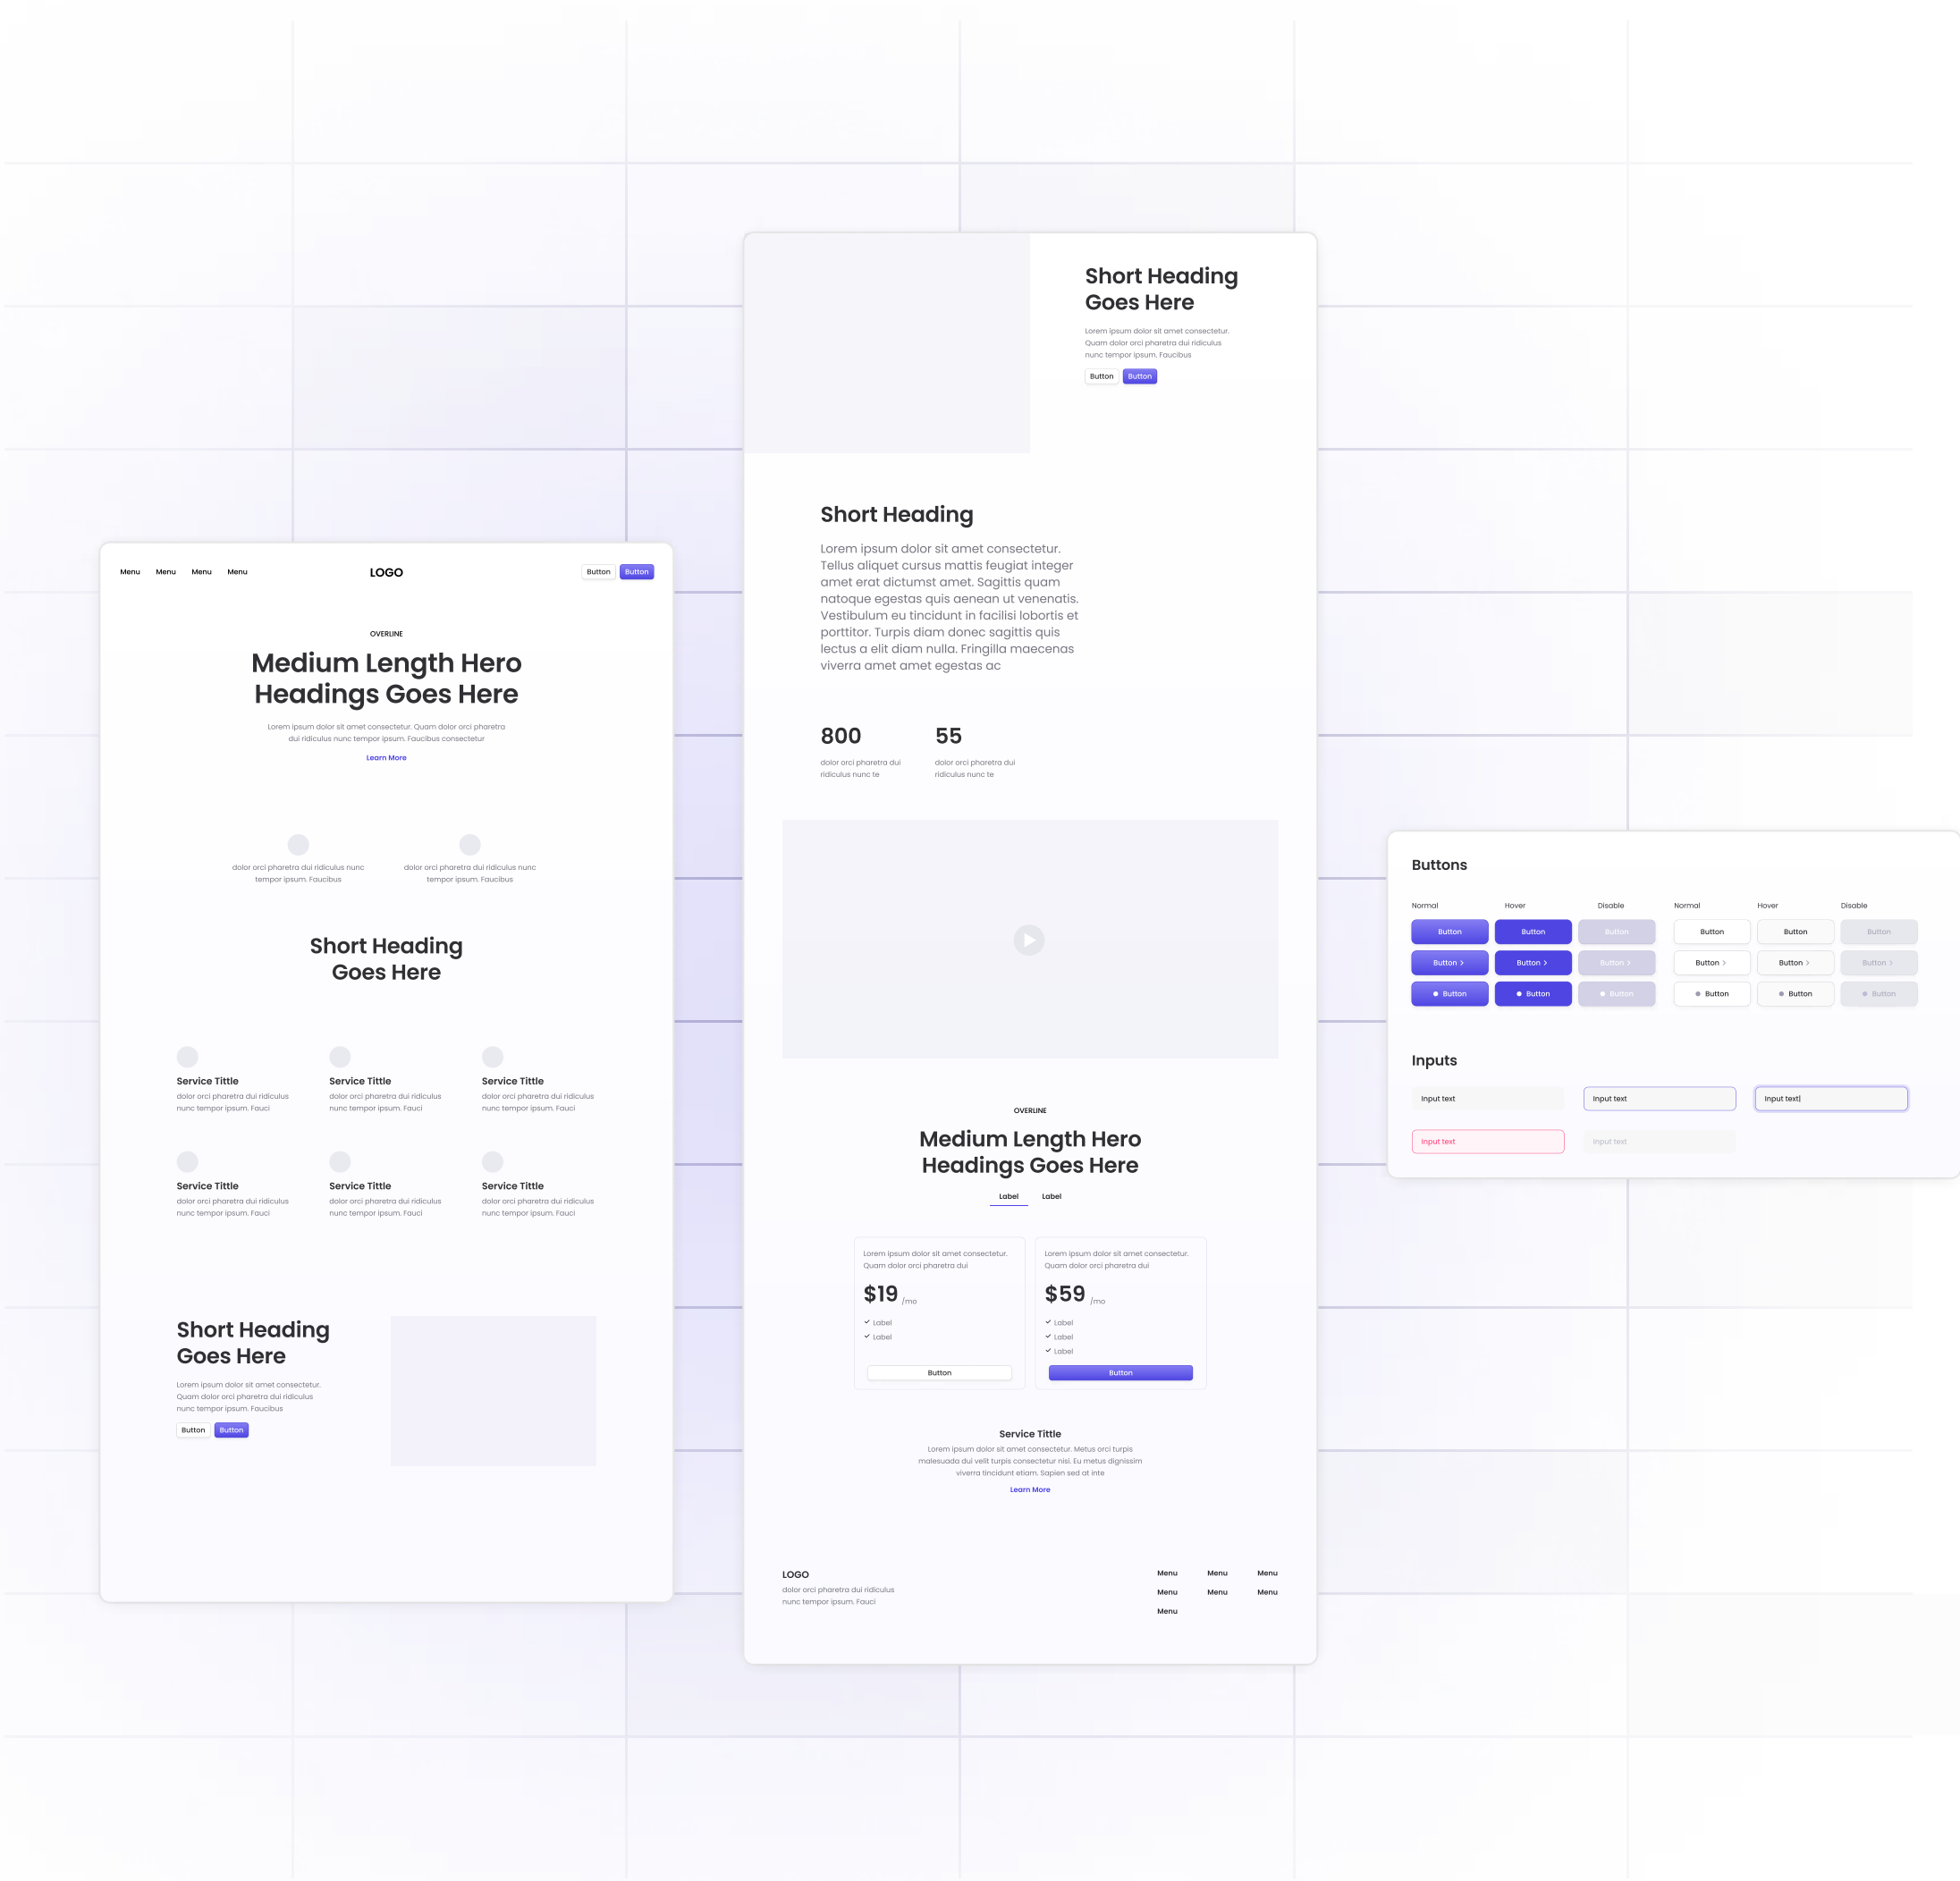 Menu Menu Menu Menu LOGO Button Button
OVERLINE
Medium Length Hero
Headings Goes Here
Lorem ipsum dolor sit amet consectetur. Quam dolor orci pharetra
dui ridiculus nunc tempor ipsum. Faucibus consectetur
Learn More
dolor orci pharetra dui ridiculus nunc
tempor ipsum. Faucibus
dolor orci pharetra dui ridiculus nunc
tempor ipsum. Faucibus
Short Heading
Goes Here
Service Tittle
dolor orci pharetra dui ridiculus
nunc tempor ipsum. Fauci
Service Tittle
dolor orci pharetra dui ridiculus
nunc tempor ipsum. Fauci
Service Tittle
dolor orci pharetra dui ridiculus
nunc tempor ipsum. Fauci
Service Tittle
dolor orci pharetra dui ridiculus
nunc tempor ipsum. Fauci
Service Tittle
dolor orci pharetra dui ridiculus
nunc tempor ipsum. Fauci
Service Tittle
dolor orci pharetra dui ridiculus
nunc tempor ipsum. Fauci
Short Heading
Goes Here
Lorem ipsum dolor sit amet consectetur.
Quam dolor orci pharetra dui ridiculus
nunc tempor ipsum. Faucibus
Button Button
Short Heading
Goes Here
Lorem ipsum dolor sit amet consectetur.
Quam dolor orci pharetra dui ridiculus
nunc tempor ipsum. Faucibus
Button Button
Short Heading
Lorem ipsum dolor sit amet consectetur.
Tellus aliquet cursus mattis feugiat integer
amet erat dictumst amet. Sagittis quam
natoque egestas quis aenean ut venenatis.
Vestibulum eu tincidunt in facilisi lobortis et
porttitor. Turpis diam donec sagittis quis
lectus a elit diam nulla. Fringilla maecenas
viverra amet amet egestas ac
800
dolor orci pharetra dui
ridiculus nunc te
55
dolor orci pharetra dui
ridiculus nunc te
OVERLINE
Medium Length Hero
Headings Goes Here
Label Label
Lorem ipsum dolor sit amet consectetur.
Quam dolor orci pharetra dui
$19 /mo
Label
Label
Button
Lorem ipsum dolor sit amet consectetur.
Quam dolor orci pharetra dui
$59 /mo
Label
Label
Label
Button
Service Tittle
Lorem ipsum dolor sit amet consectetur. Metus orci turpis
malesuada dui velit turpis consectetur nisi. Eu metus dignissim
viverra tincidunt etiam. Sapien sed at inte
Learn More
LOGO
dolor orci pharetra dui ridiculus
nunc tempor ipsum. Fauci
Menu Menu Menu
Menu Menu Menu
Menu
Buttons
Normal Hover Disable Normal Hover Disable
Button Button Button Button Button Button
Button Button Button Button Button Button
Button Button Button Button Button Button
Inputs
Input text Input text Input text
Input text Input text